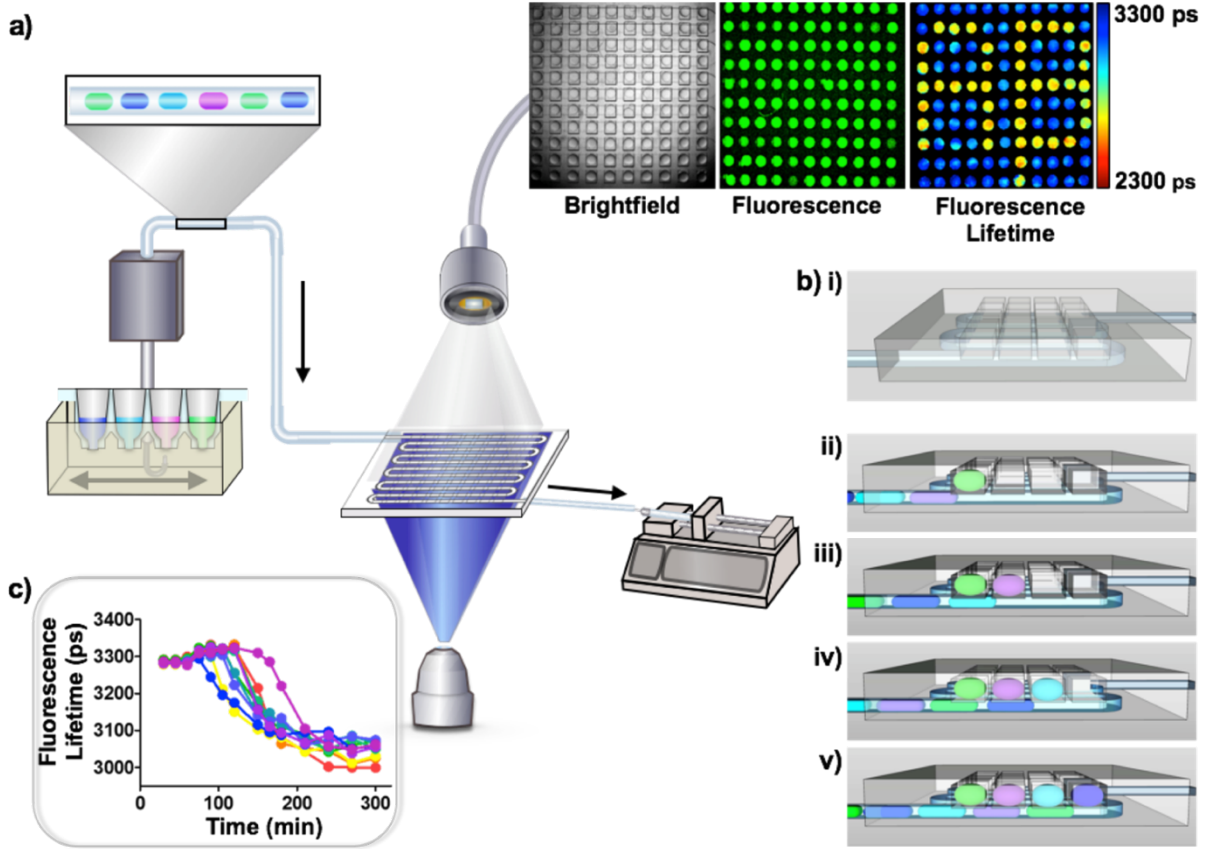 a)
3300 ps
2300 ps
Brightfield
Fluorescence
Fluorescence
Lifetime
b) i)
ii)
iii)
iv)
v)
c)
Fluorescence
Lifetime (ps)
3400
3300
3200
3100
3000
0
100
200
300
Time (min)